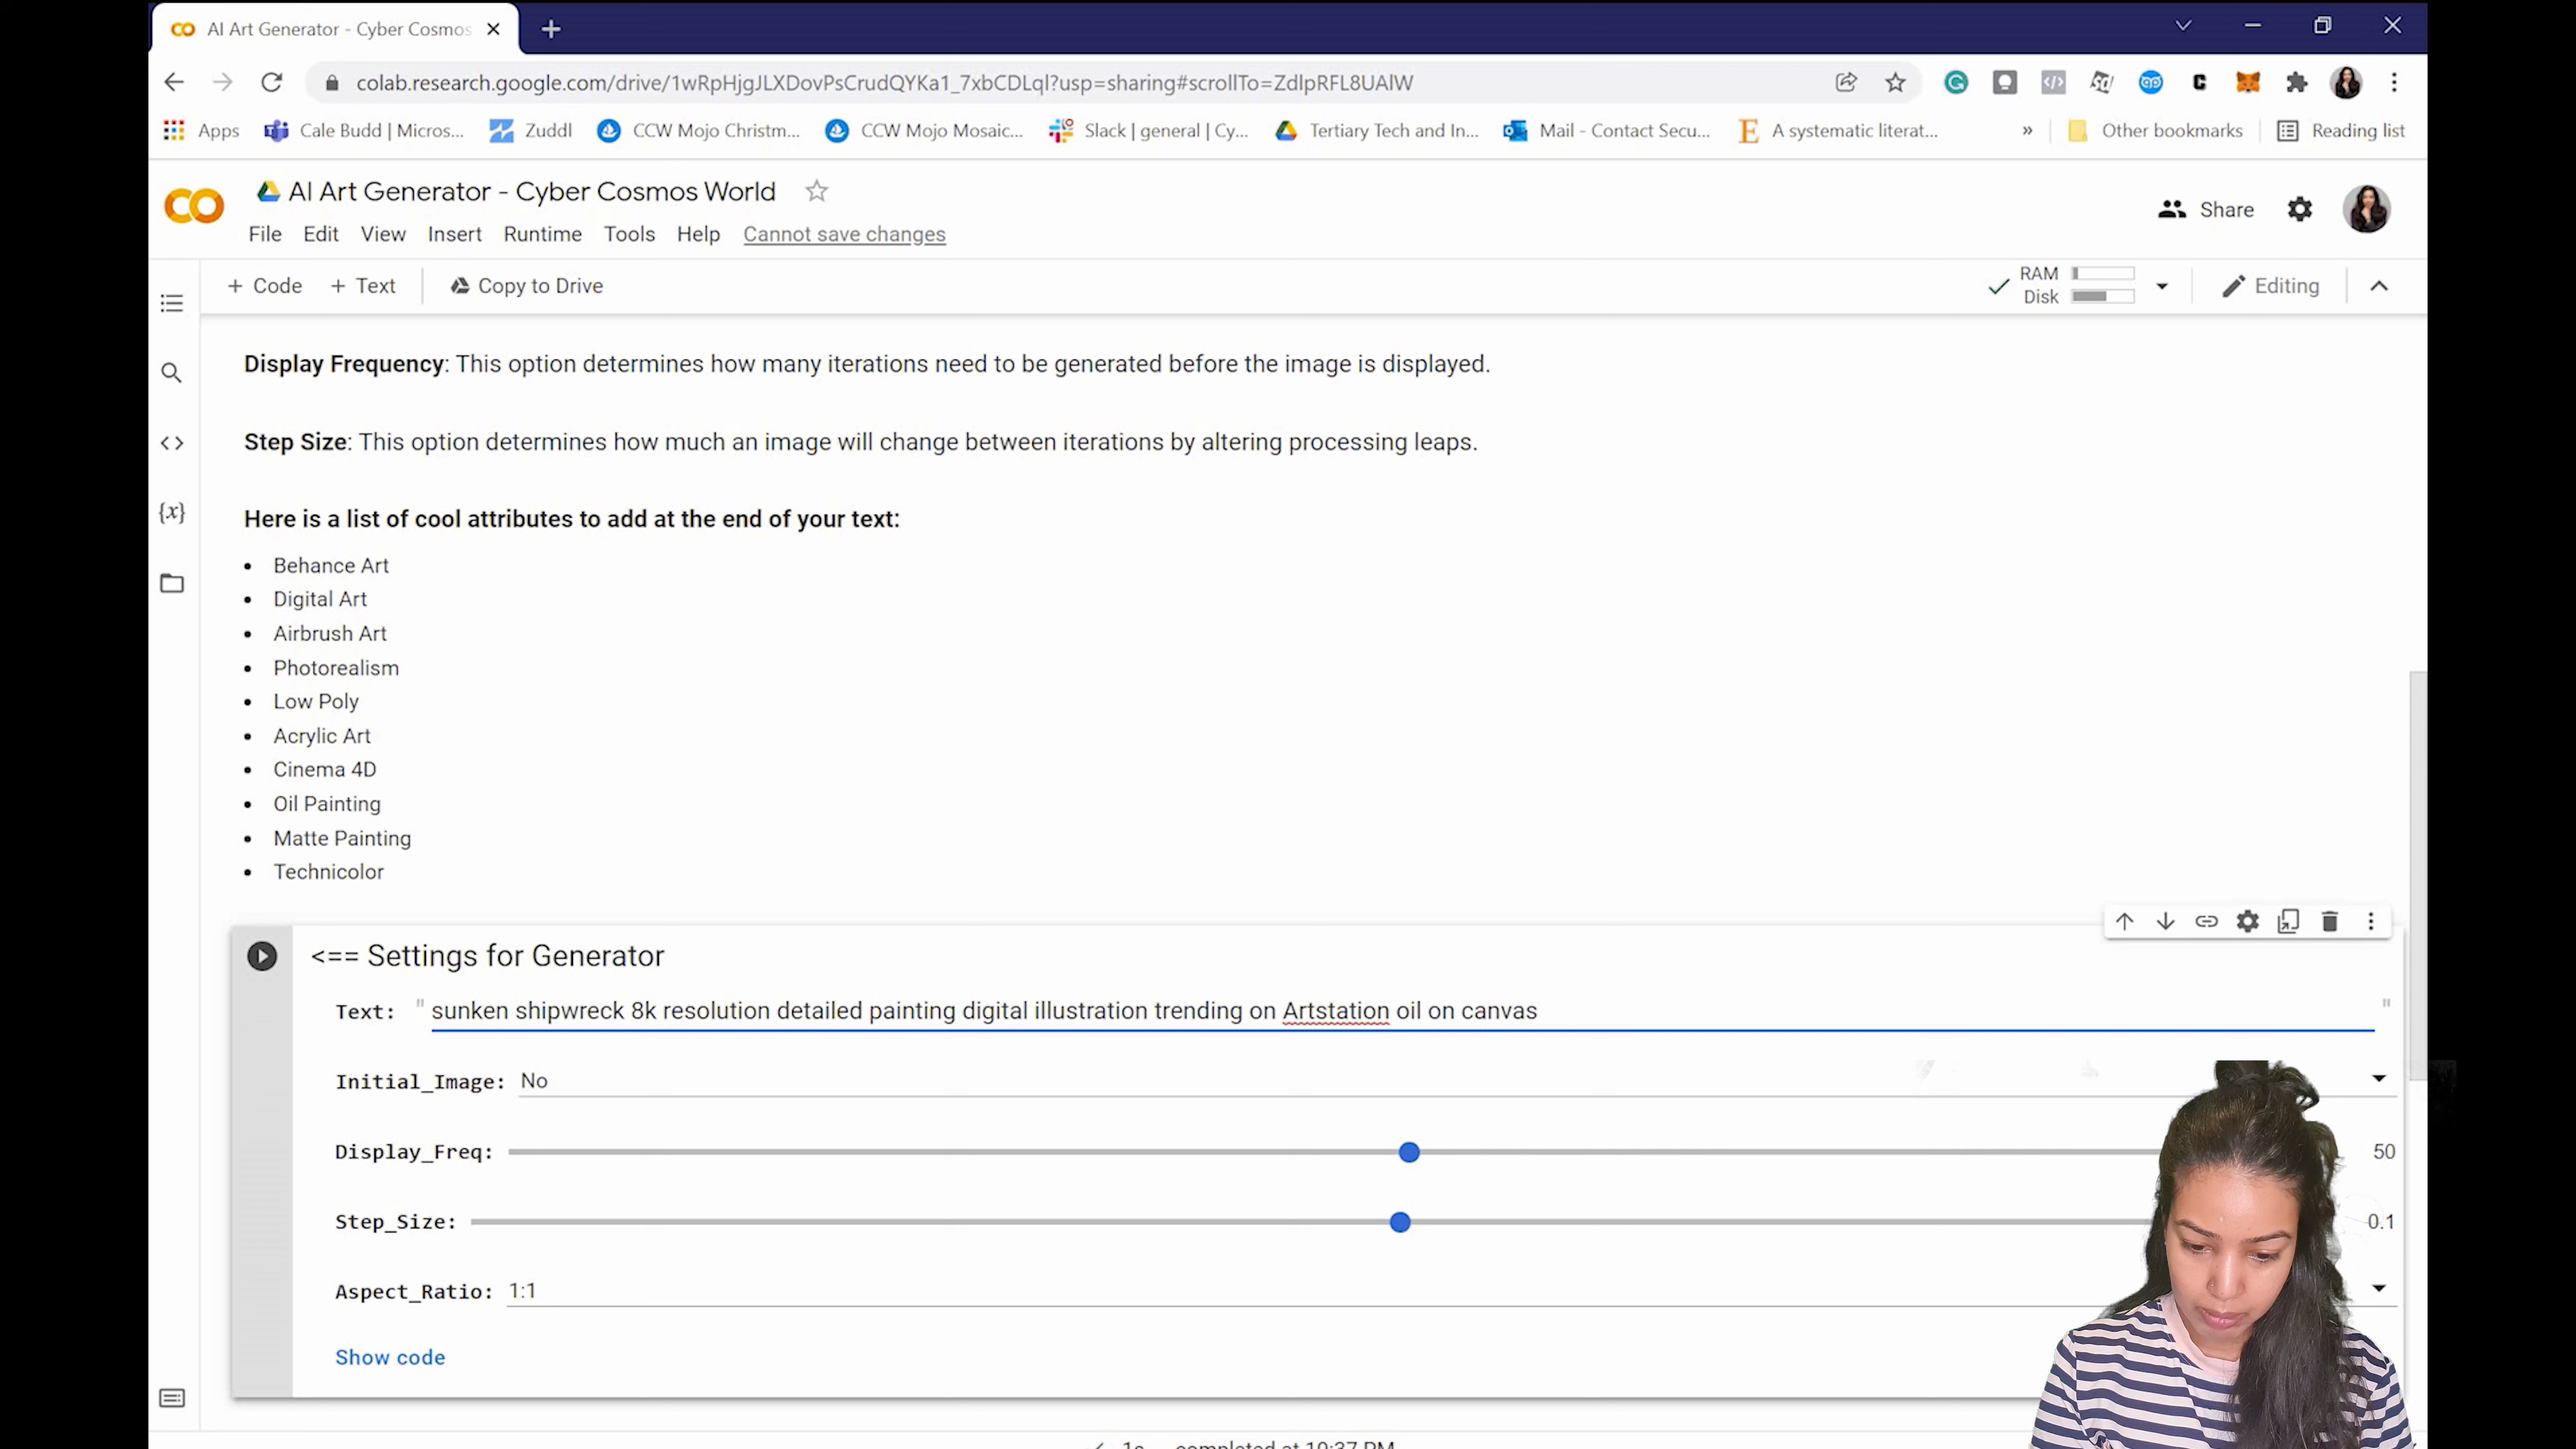 AI Art Generator - Cyber Cosmos
colab.research.google.com/drive/1wRpHjgJLXDovPsCrudQYKa1_7xbCDLqI?usp=sharing#scrollTo=ZdlpRFL8UAlW
Apps Cale Budd | Micros... Zuddl CCW Mojo Christm... CCW Mojo Mosaic... Slack | general | Cy... Tertiary Tech and In... Mail - Contact Secu... A systematic literat... » Other bookmarks Reading list
AI Art Generator - Cyber Cosmos World
Share
File Edit View Insert Runtime Tools Help Cannot save changes
+ Code + Text Copy to Drive
RAM
Disk
Editing
Display Frequency: This option determines how many iterations need to be generated before the image is displayed.
Step Size: This option determines how much an image will change between iterations by altering processing leaps.
Here is a list of cool attributes to add at the end of your text:
• Behance Art
• Digital Art
• Airbrush Art
• Photorealism
• Low Poly
• Acrylic Art
• Cinema 4D
• Oil Painting
• Matte Painting
• Technicolor
<== Settings for Generator
Text: " sunken shipwreck 8k resolution detailed painting digital illustration trending on Artstation oil on canvas "
Initial_Image: No
Display_Freq: 50
Step_Size: 0.1
Aspect_Ratio: 1:1
Show code
completed at 10:37 PM